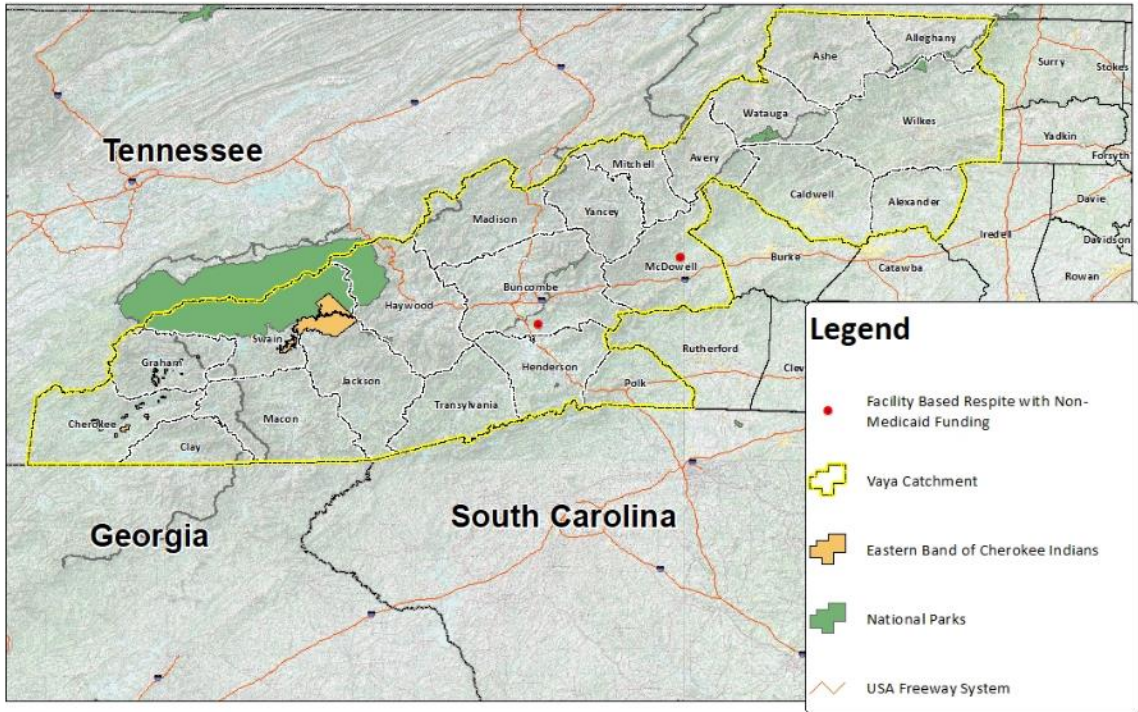 Alleghany
Ashe
Surry
Stokes
Watauga
Wilkes
Yadkin
Tennessee
Mitchell
Avery
Forsyth
Caldwell
Alexander
Davie
Madison
Yancey
Iredell
Davidson
McDowell
Burke
Catawba
Rowan
Buncombe
Haywood
Legend
Swain
Rutherford
Clev
Graham
Henderson
Jackson
Polk
Facility Based Respite with Non-
Medicaid Funding
Transylvania
Cherokee
Macon
Clay
Vaya Catchment
South Carolina
Georgia
Eastern Band of Cherokee Indians
National Parks
USA Freeway System